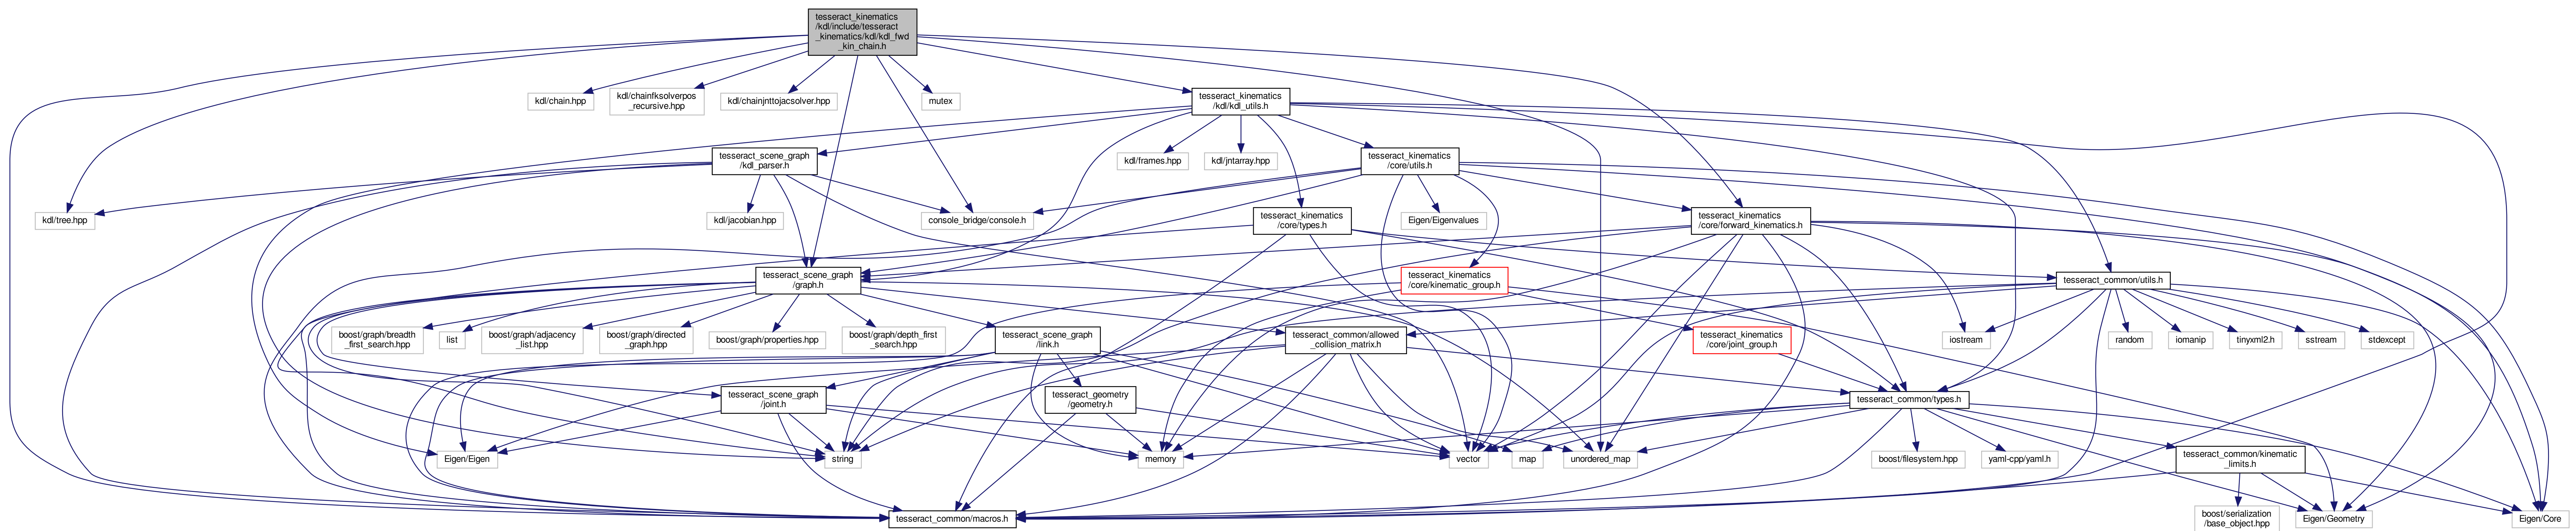 tesseract_kinematics
/kdl/include/tesseract
_kinematics/kdl/kdl_fwd
_kin_chain.h
kdl/chain.hpp
kdl/chainfksolverpos
_recursive.hpp
kdl/chainjnttojacsolver.hpp
mutex
tesseract_kinematics
/kdl/kdl_utils.h
tesseract_scene_graph
/kdl_parser.h
kdl/frames.hpp
kdl/jntarray.hpp
tesseract_kinematics
/core/utils.h
kdl/tree.hpp
kdl/jacobian.hpp
console_bridge/console.h
tesseract_kinematics
/core/types.h
Eigen/Eigenvalues
tesseract_kinematics
/core/forward_kinematics.h
tesseract_scene_graph
/graph.h
tesseract_kinematics
/core/kinematic_group.h
tesseract_common/utils.h
boost/graph/breadth
_first_search.hpp
list
boost/graph/adjacency
_list.hpp
boost/graph/directed
_graph.hpp
boost/graph/properties.hpp
boost/graph/depth_first
_search.hpp
tesseract_scene_graph
/link.h
tesseract_common/allowed
_collision_matrix.h
tesseract_kinematics
/core/joint_group.h
iostream
random
iomanip
tinyxml2.h
sstream
stdexcept
tesseract_scene_graph
/joint.h
tesseract_geometry
/geometry.h
tesseract_common/types.h
Eigen/Eigen
string
memory
vector
map
unordered_map
boost/filesystem.hpp
yaml-cpp/yaml.h
tesseract_common/kinematic
_limits.h
tesseract_common/macros.h
boost/serialization
/base_object.hpp
Eigen/Geometry
Eigen/Core